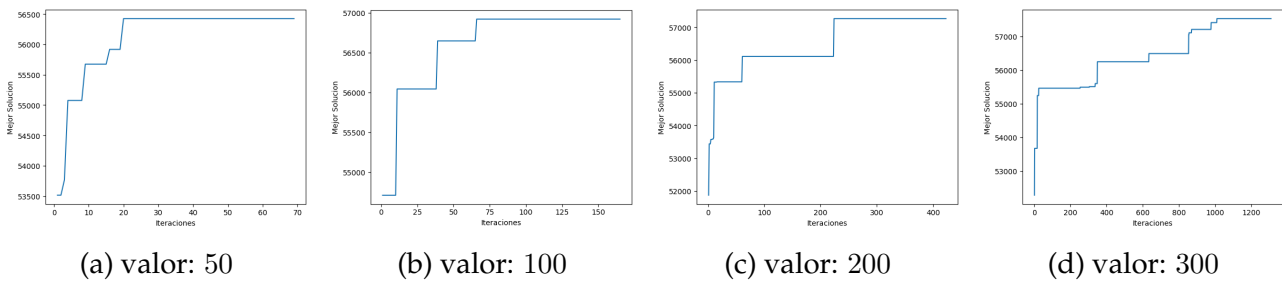 56500
56000
55500
55000
54500
54000
53500
Mejor Solucion
0 10 20 30 40 50 60 70
Iteraciones
(a) valor: 50
57000
56500
56000
55500
55000
Mejor Solucion
0 25 50 75 100 125 150
Iteraciones
(b) valor: 100
57000
56000
55000
54000
53000
52000
Mejor Solucion
0 100 200 300 400
Iteraciones
(c) valor: 200
57000
56000
55000
54000
53000
Mejor Solucion
0 200 400 600 800 1000 1200
Iteraciones
(d) valor: 300